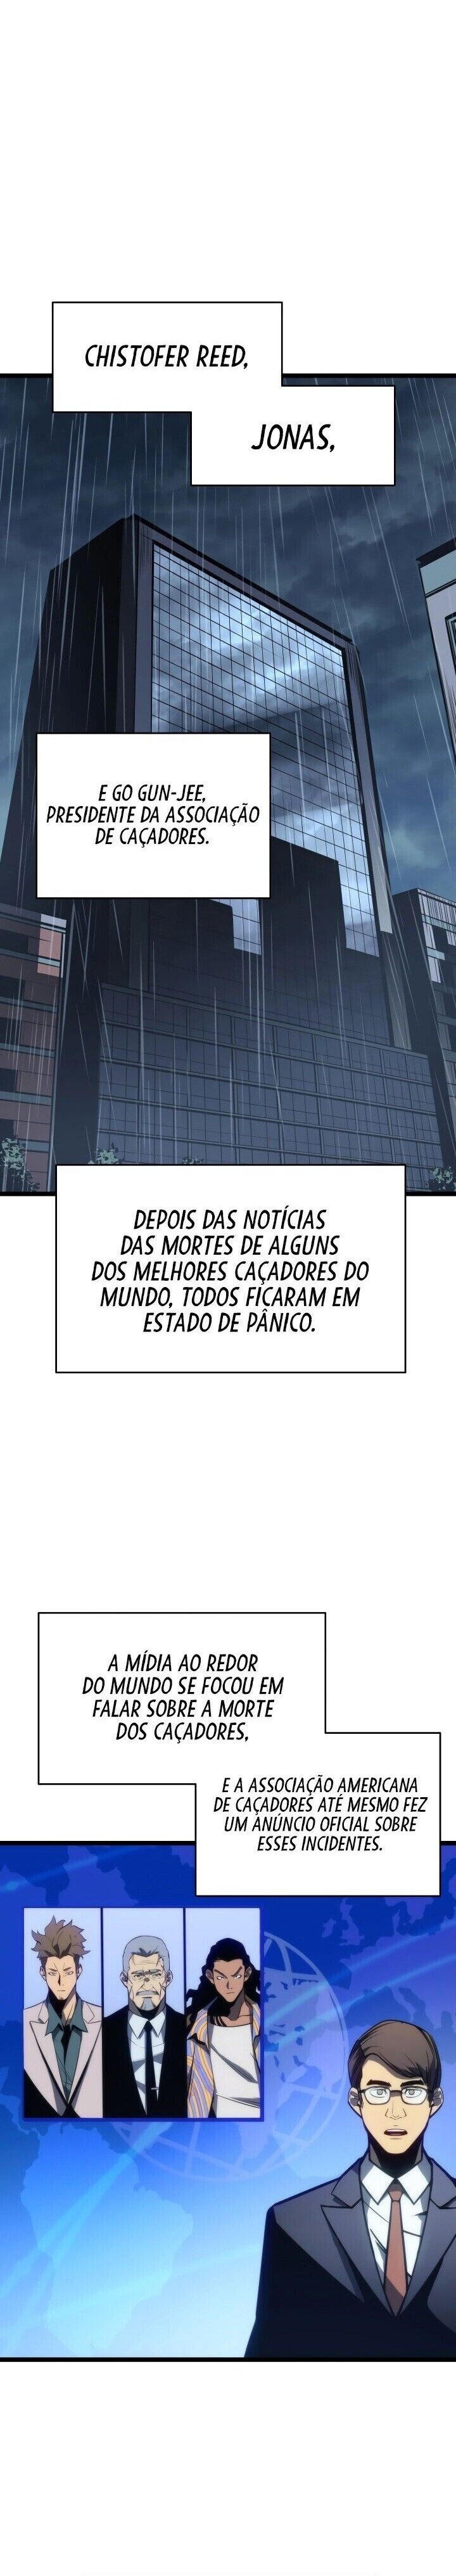 CHISTOFER REED,
JONAS,
E GO GUN-JEE,
PRESIDENTE DA ASSOCIAÇÃO
DE CAÇADORES.
DEPOIS DAS NOTÍCIAS
DAS MORTES DE ALGUNS
DOS MELHORES CAÇADORES DO
MUNDO, TODOS FICARAM EM
ESTADO DE PÂNICO.
A MÍDIA AO REDOR
DO MUNDO SE FOCOU EM
FALAR SOBRE A MORTE
DOS CAÇADORES,
E A ASSOCIAÇÃO AMERICANA
DE CAÇADORES ATÉ MESMO FEZ
UM ANÚNCIO OFICIAL SOBRE
ESSES INCIDENTES.